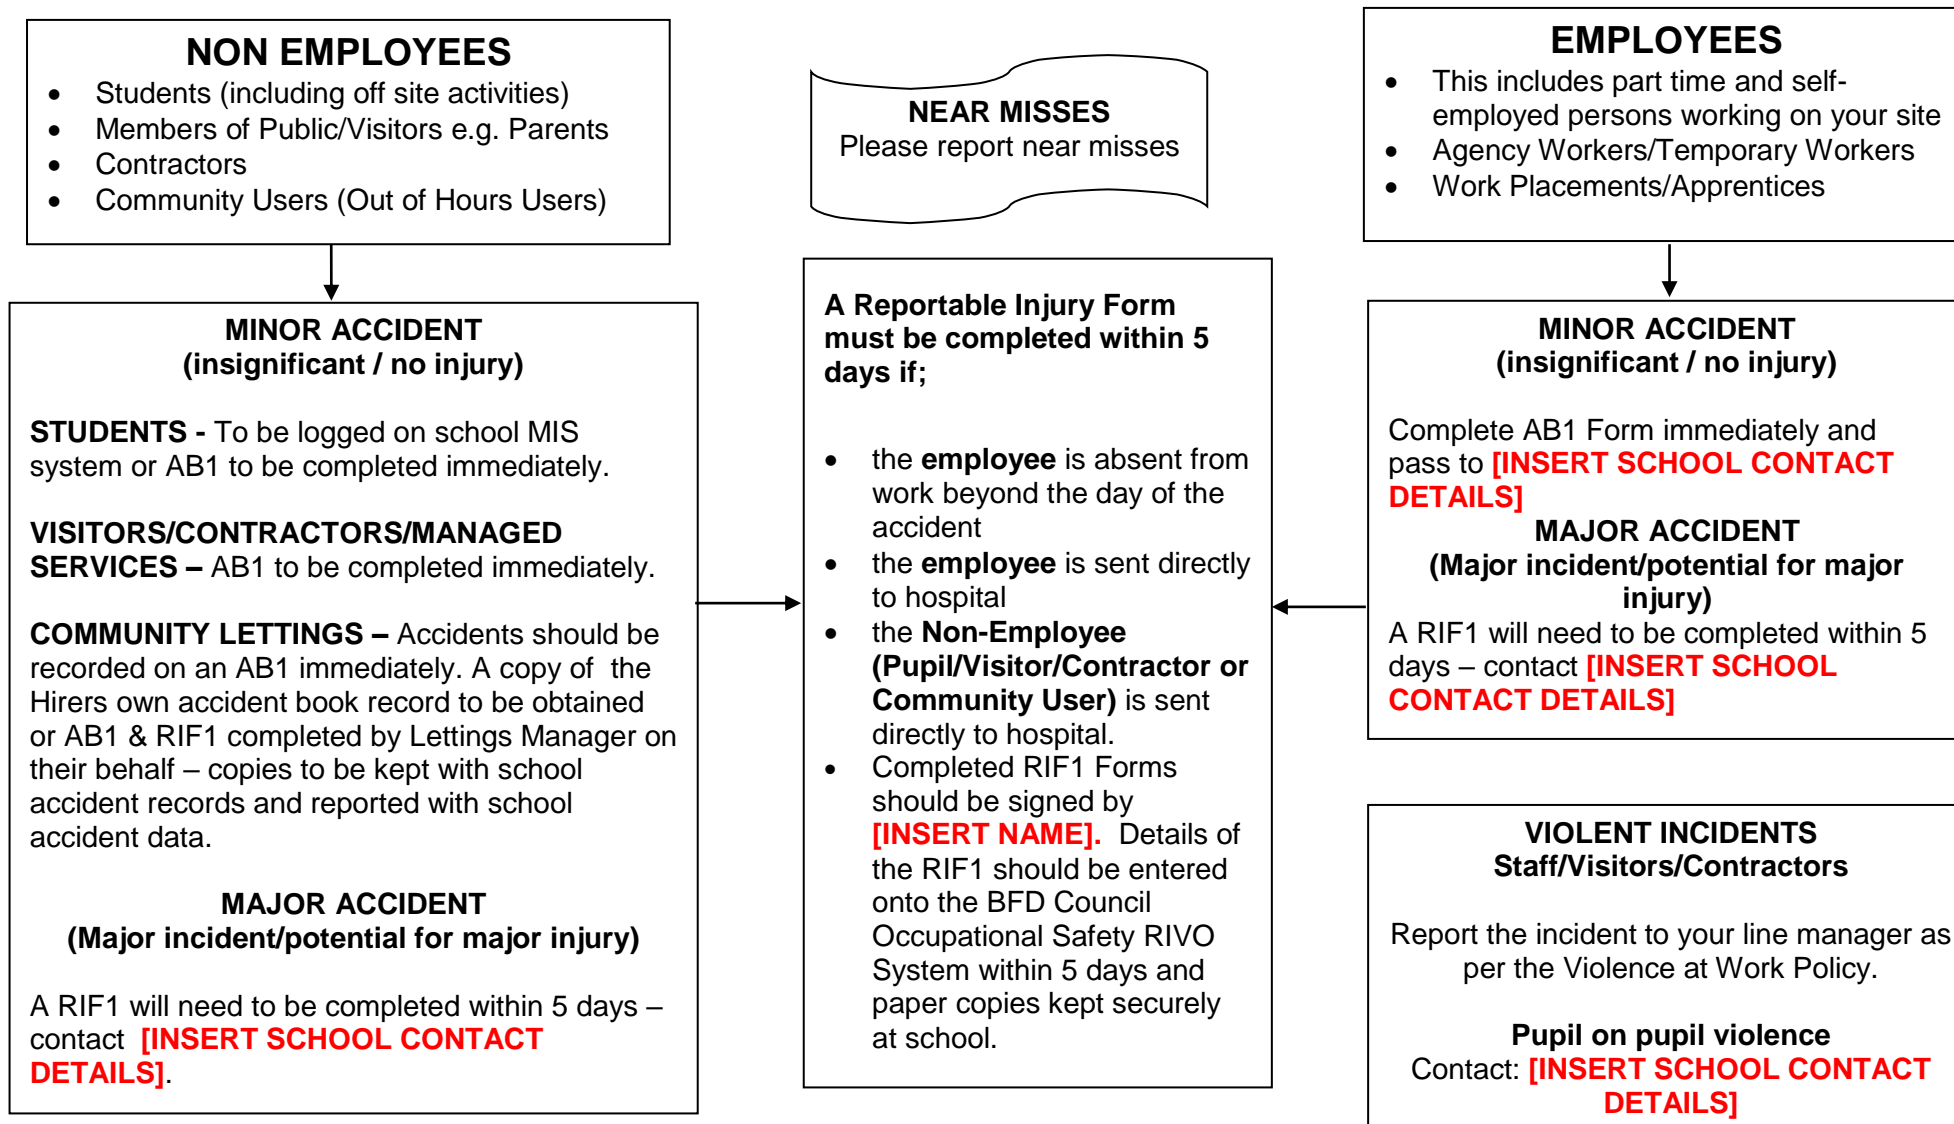 NON EMPLOYEES
• Students (including off site activities)
• Members of Public/Visitors e.g. Parents
• Contractors
• Community Users (Out of Hours Users)
MINOR ACCIDENT
(insignificant / no injury)
STUDENTS - To be logged on school MIS
system or AB1 to be completed immediately.
VISITORS/CONTRACTORS/MANAGED
SERVICES – AB1 to be completed immediately.
COMMUNITY LETTINGS – Accidents should be
recorded on an AB1 immediately. A copy of the
Hirers own accident book record to be obtained
or AB1 & RIF1 completed by Lettings Manager on
their behalf – copies to be kept with school
accident records and reported with school
accident data.
MAJOR ACCIDENT
(Major incident/potential for major injury)
A RIF1 will need to be completed within 5 days –
contact [INSERT SCHOOL CONTACT
DETAILS].
NEAR MISSES
Please report near misses
A Reportable Injury Form
must be completed within 5
days if;
• the employee is absent from
work beyond the day of the
accident
• the employee is sent directly
to hospital
• the Non-Employee
(Pupil/Visitor/Contractor or
Community User) is sent
directly to hospital.
• Completed RIF1 Forms
should be signed by
[INSERT NAME]. Details of
the RIF1 should be entered
onto the BFD Council
Occupational Safety RIVO
System within 5 days and
paper copies kept securely
at school.
EMPLOYEES
• This includes part time and self-
employed persons working on your site
• Agency Workers/Temporary Workers
• Work Placements/Apprentices
MINOR ACCIDENT
(insignificant / no injury)
Complete AB1 Form immediately and
pass to [INSERT SCHOOL CONTACT
DETAILS]
MAJOR ACCIDENT
(Major incident/potential for major
injury)
A RIF1 will need to be completed within 5
days – contact [INSERT SCHOOL
CONTACT DETAILS]
VIOLENT INCIDENTS
Staff/Visitors/Contractors
Report the incident to your line manager as
per the Violence at Work Policy.
Pupil on pupil violence
Contact: [INSERT SCHOOL CONTACT
DETAILS]